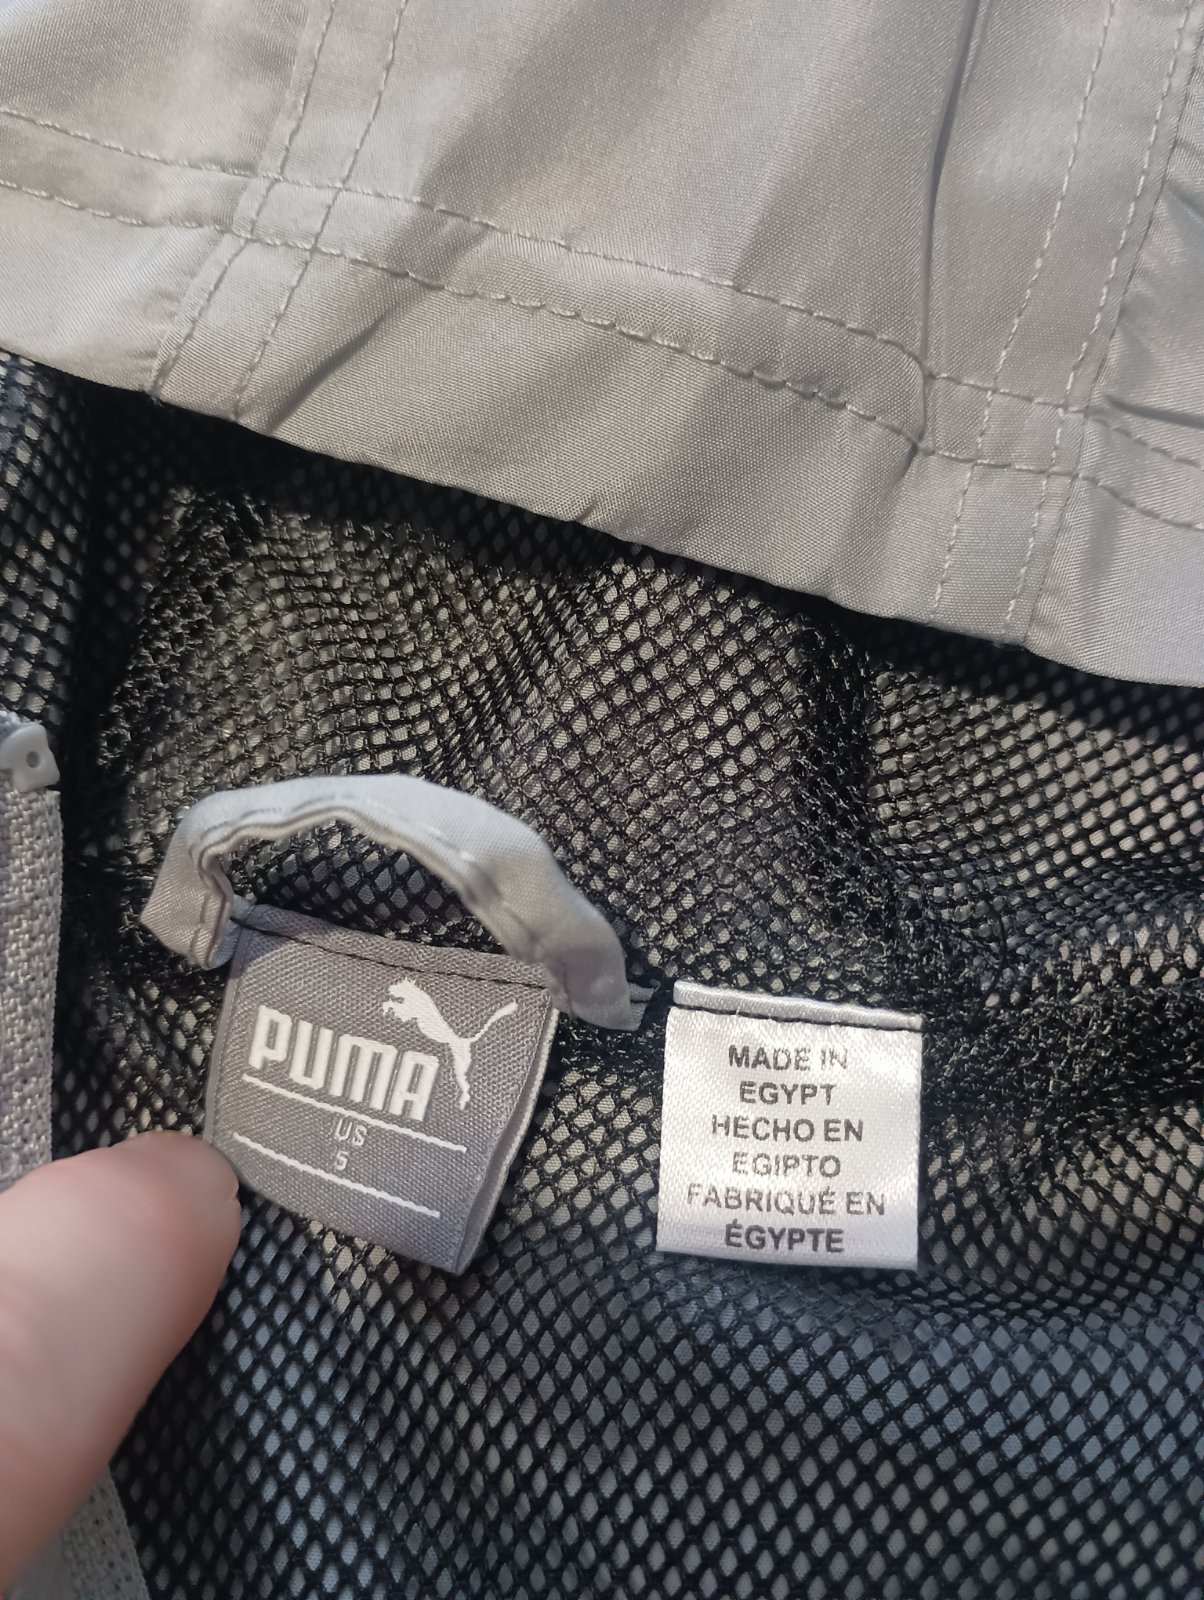 PUMA
US
S
MADE IN
EGYPT
HECHO EN
EGIPTO
FABRIQUÉ EN
ÉGYPTE